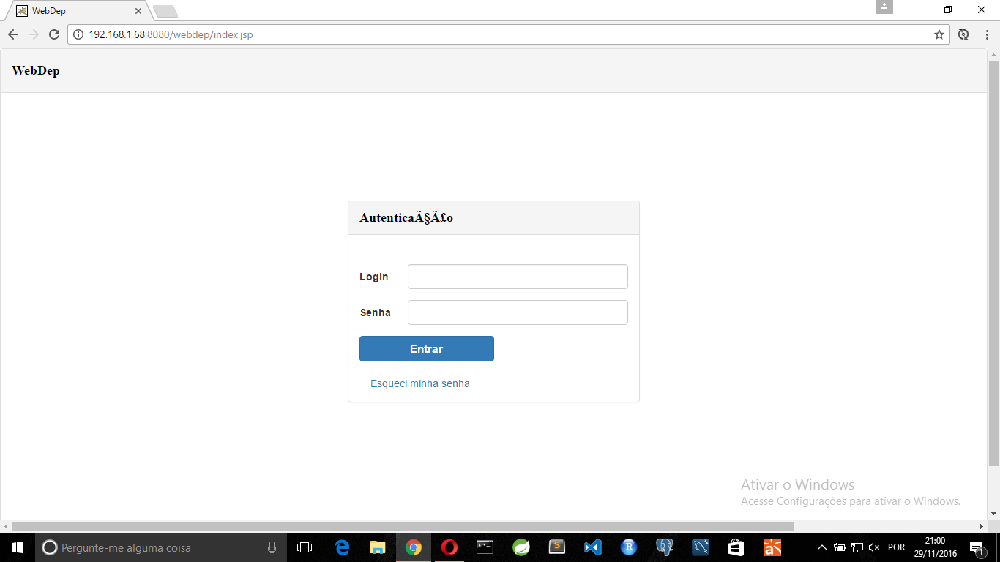 WebDep
192.168.1.68:8080/webdep/index.jsp
WebDep
AutenticaÃ§Ã£o
Login
Senha
Entrar
Esqueci minha senha
Ativar o Windows
Acesse Configurações para ativar o Windows.
Pergunte-me alguma coisa
POR
21:00
29/11/2016
1